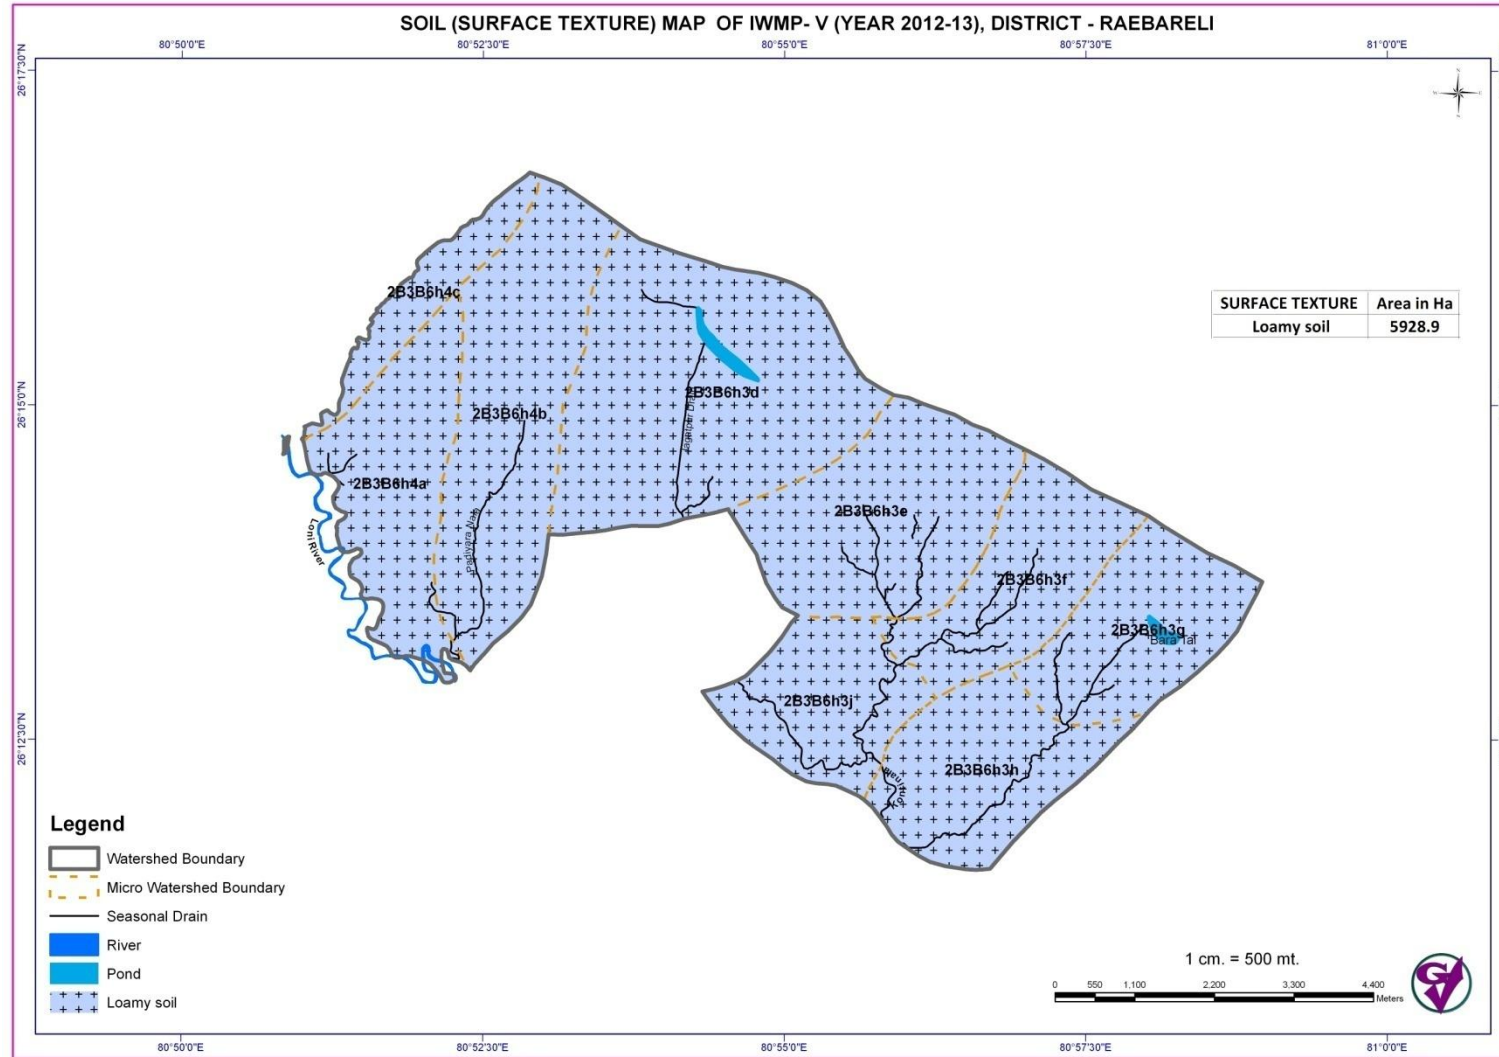 SOIL (SURFACE TEXTURE) MAP OF IWMP- V (YEAR 2012-13), DISTRICT - RAEBARELI
80°50'0"E 80°52'30"E 80°55'0"E 80°57'30"E 81°0'0"E
26°17'30"N
26°15'0"N
26°12'30"N
2B3B6h4c
SURFACE TEXTURE Area in Ha
Loamy soil 5928.9
2B3B6h3d
2B3B6h4b
2B3B6h4a
2B3B6h3e
Loni River
Padiyara Nala
2B3B6h3f
2B3B6h3g
Bara Tal
2B3B6h3j
2B3B6h3h
Legend
Watershed Boundary
Micro Watershed Boundary
Seasonal Drain
River
Pond
Loamy soil
1 cm. = 500 mt.
0 550 1,100 2,200 3,300 4,400
Meters
80°50'0"E 80°52'30"E 80°55'0"E 80°57'30"E 81°0'0"E